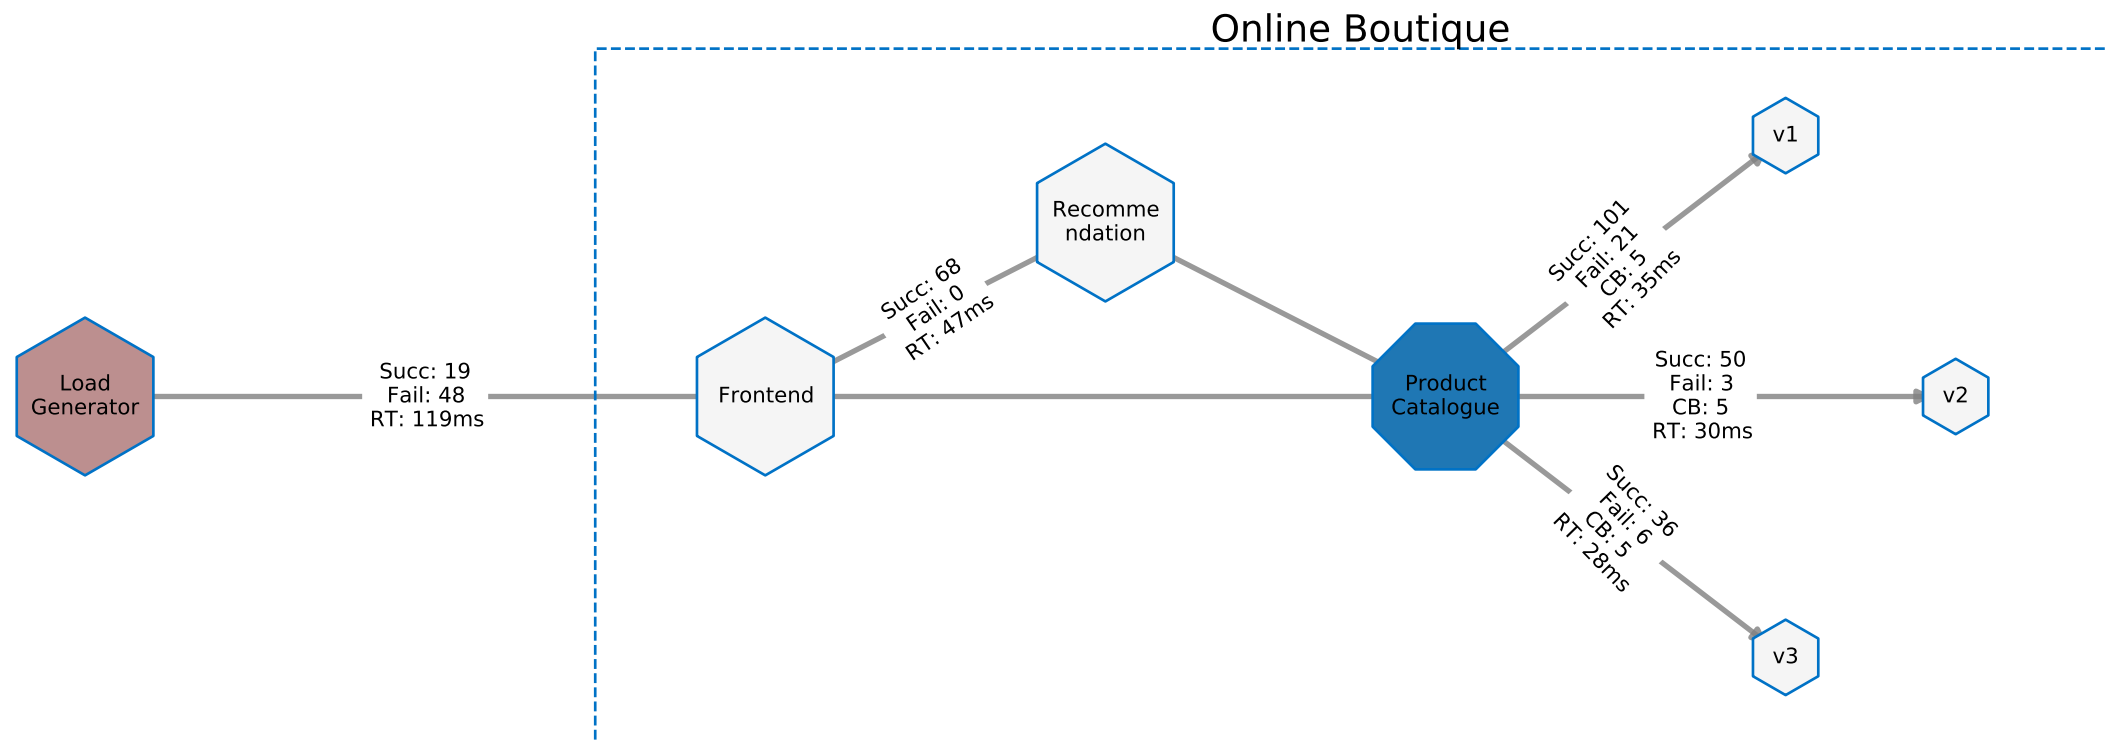 Online Boutique
Load
Generator
Succ: 19
Fail: 48
RT: 119ms
Frontend
Succ: 68
Fail: 0
RT: 47ms
Recomme
ndation
Product
Catalogue
Succ: 101
Fail: 21
CB: 5
RT: 35ms
v1
Succ: 50
Fail: 3
CB: 5
RT: 30ms
v2
Succ: 36
Fail: 6
CB: 5
RT: 28ms
v3